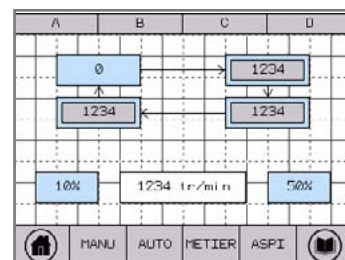 A B C D
0 1234
1234 1234
10% 1234 tr/min 50%
MANU AUTO METIER ASPI